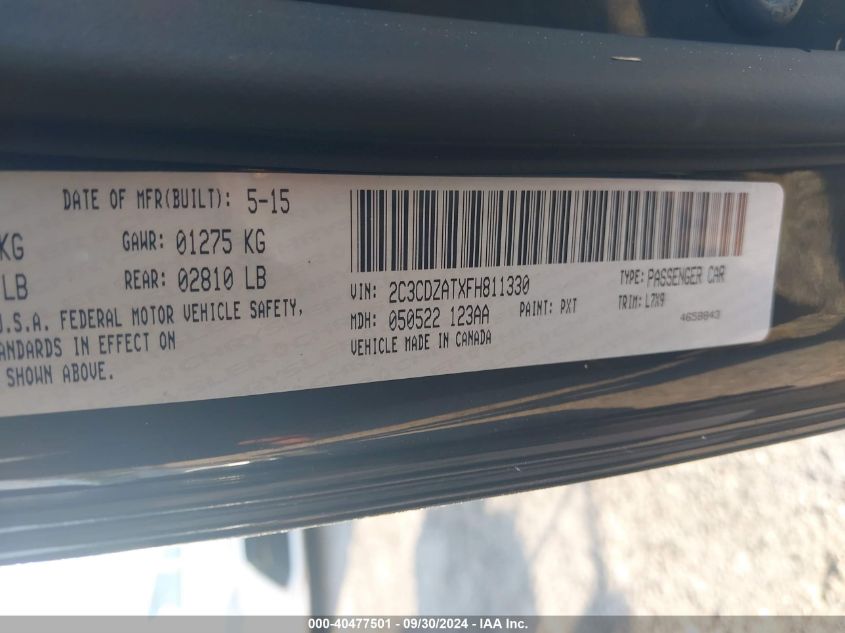 DATE OF MFR(BUILT): 5-15
KG GAWR: 01275 KG
LB REAR: 02810 LB
U.S.A. FEDERAL MOTOR VEHICLE SAFETY,
ANDARDS IN EFFECT ON
SHOWN ABOVE.
VIN: 2C3CDZATXFH811330 TYPE: PASSENGER CAR
MDH: 050522 123AA PAINT: PXT TRIM: L7X9
VEHICLE MADE IN CANADA 4658843
000-40477501 - 09/30/2024 - IAA Inc.